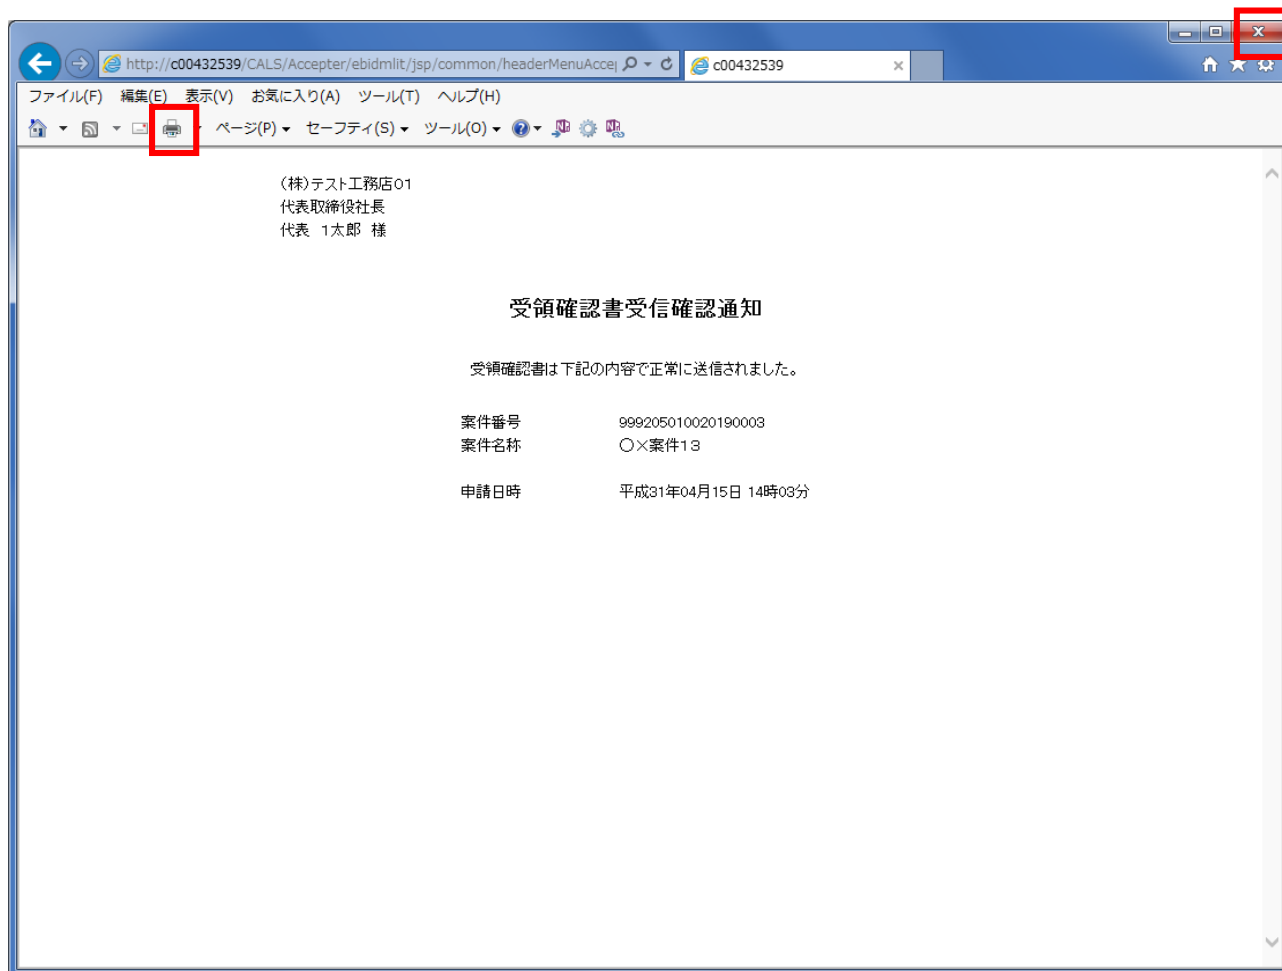 http://c00432539/CALS/Accepter/ebidmlit/jsp/common/headerMenuAccej
c00432539
ファイル(F) 編集(E) 表示(V) お気に入り(A) ツール(T) ヘルプ(H)
ページ(P) セーフティ(S) ツール(O)
(株)テスト工務店01
代表取締役社長
代表 1太郎 様
受領確認書受信確認通知
受領確認書は下記の内容で正常に送信されました。
案件番号 999205010020190003
案件名称 〇×案件13
申請日時 平成31年04月15日 14時03分